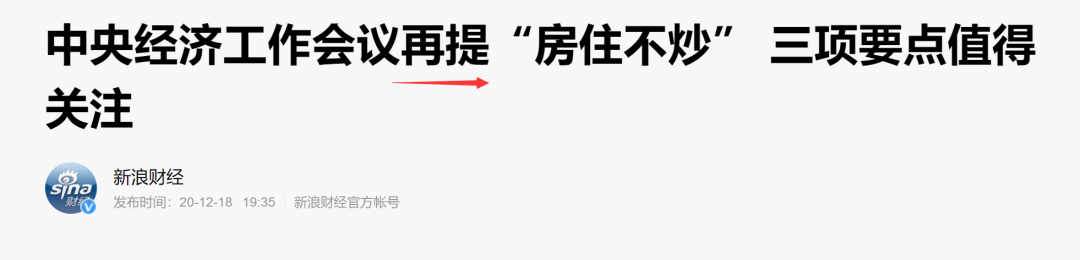 中央经济工作会议再提“房住不炒” 三项要点值得
关注
sina
财经
新浪财经
发布时间：20-12-18 19:35 新浪财经官方帐号